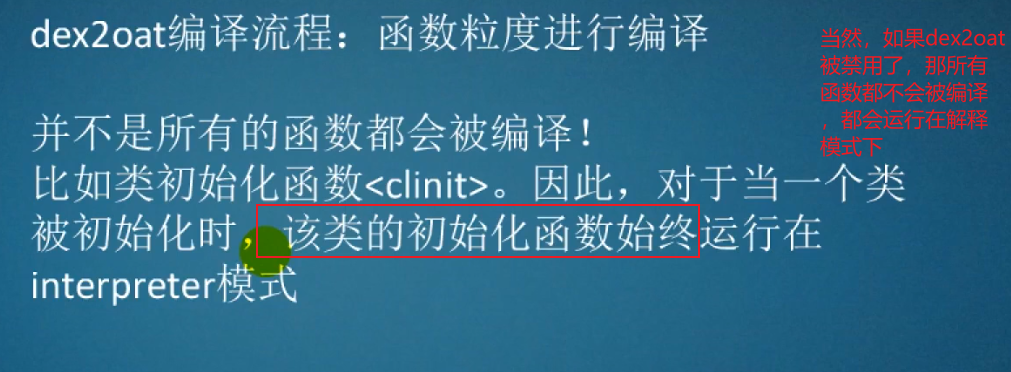 dex2oat编译流程：函数粒度进行编译
并不是所有的函数都会被编译！
比如类初始化函数<clinit>。因此，对于当一个类
被初始化时，该类的初始化函数始终运行在
interpreter模式
当然，如果dex2oat
被禁用了，那所有
函数都不会被编译
，都会运行在解释
模式下